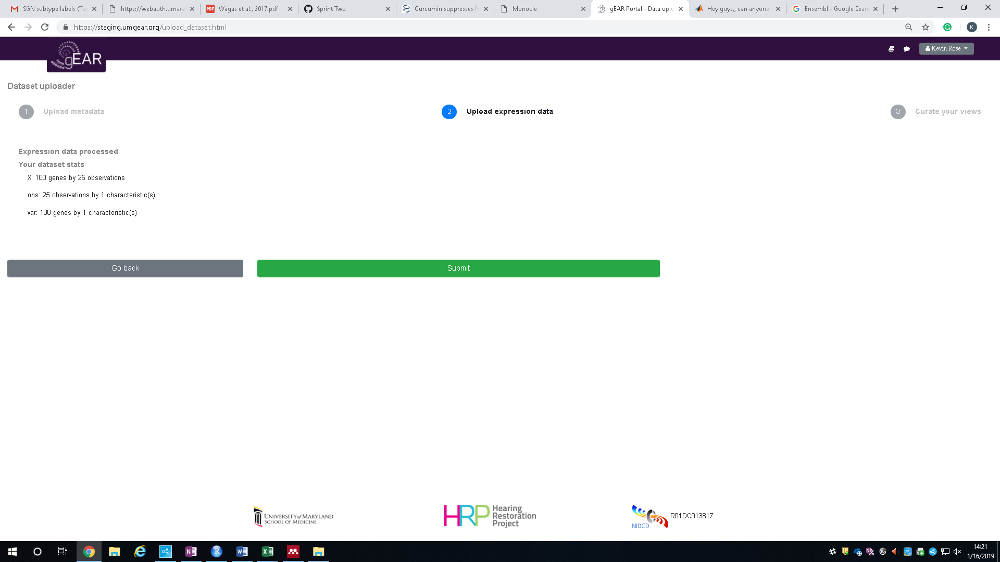 SGN subtype labels (To
https://webauth.umary
PDF
Wagas et al., 2017.pdf -
Sprint Two
Curcumin suppresses N
Monocle
gEAR Portal - Data uplo
Hey guys,, can anyone
Ensembl - Google Sear
https://staging.umgear.org/upload_dataset.html
K
gEAR
Kevin Rose
Dataset uploader
1 Upload metadata
2 Upload expression data
3 Curate your views
Expression data processed
Your dataset stats
X: 100 genes by 25 observations
obs: 25 observations by 1 characteristic(s)
var: 100 genes by 1 characteristic(s)
Go back
Submit
UNIVERSITY of MARYLAND
SCHOOL OF MEDICINE
HRP Hearing
Restoration
Project
NIDCD
R01DC013817
14:21
1/16/2019